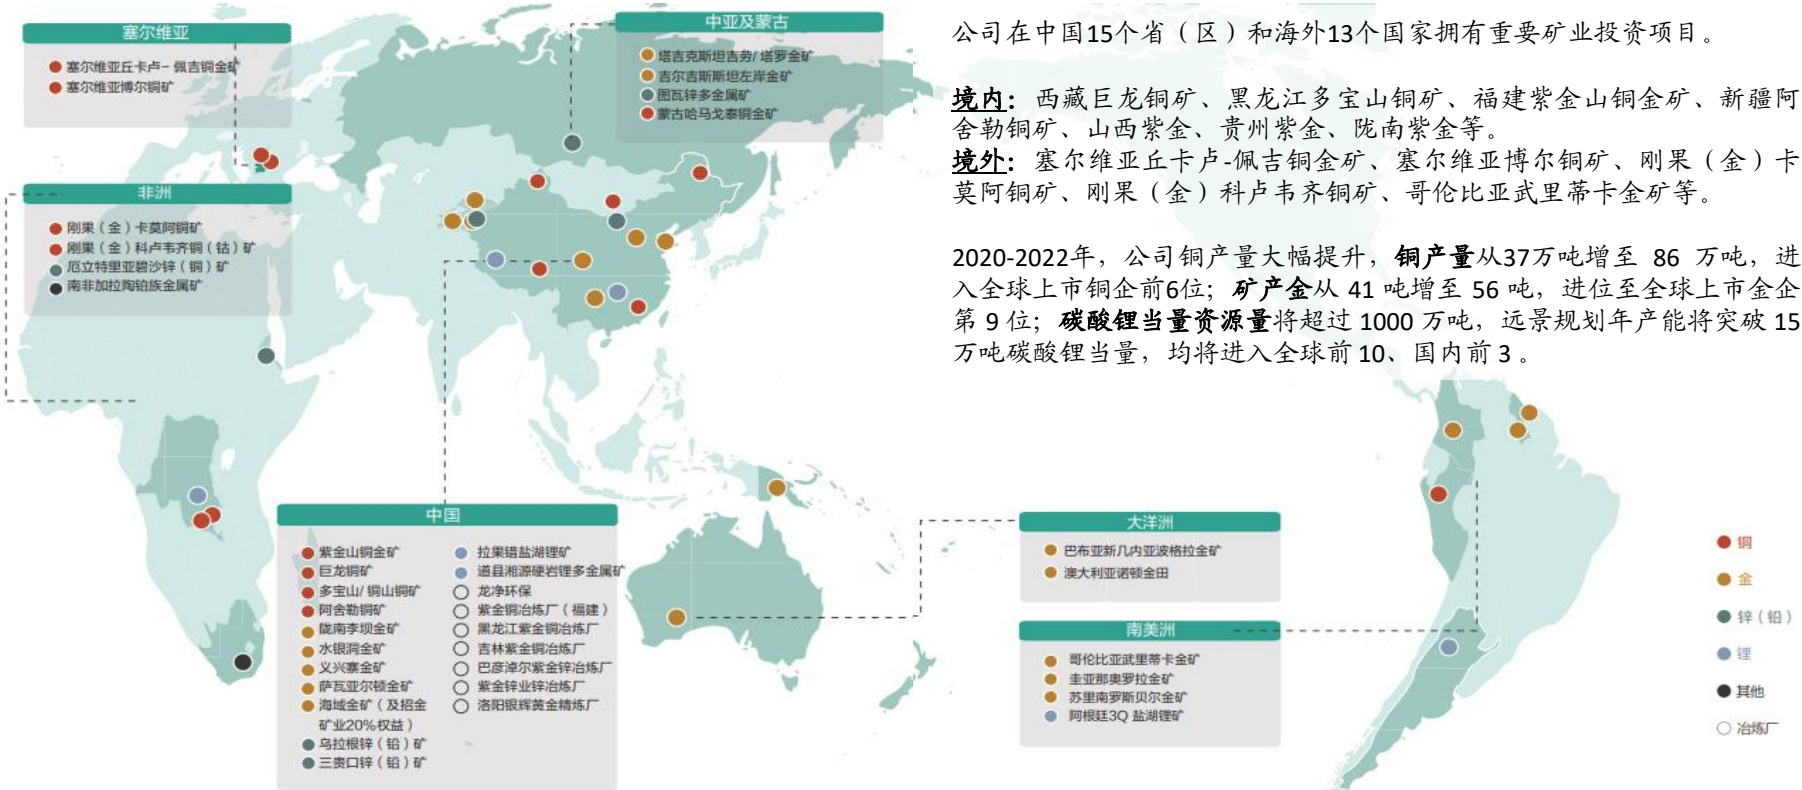 塞尔维亚
塞尔维亚丘卡卢－佩吉铜金矿
塞尔维亚博尔铜矿
中亚及蒙古
塔吉克斯坦吉劳/ 塔罗金矿
吉尔吉斯斯坦左岸金矿
图瓦锌多金属矿
蒙古哈马戈泰铜金矿
公司在中国15个省（区）和海外13个国家拥有重要矿业投资项目。
境内：西藏巨龙铜矿、黑龙江多宝山铜矿、福建紫金山铜金矿、新疆阿
舍勒铜矿、山西紫金、贵州紫金、陇南紫金等。
境外：塞尔维亚丘卡卢-佩吉铜金矿、塞尔维亚博尔铜矿、刚果（金）卡
莫阿铜矿、刚果（金）科卢韦齐铜矿、哥伦比亚武里蒂卡金矿等。
2020-2022年，公司铜产量大幅提升，铜产量从37万吨增至 86 万吨，进
入全球上市铜企前6位；矿产金从 41 吨增至 56 吨，进位至全球上市金企
第 9 位；碳酸锂当量资源量将超过 1000 万吨，远景规划年产能将突破 15
万吨碳酸锂当量，均将进入全球前 10、国内前 3 。
非洲
刚果（金）卡莫阿铜矿
刚果（金）科卢韦齐铜（钴）矿
厄立特里亚碧沙锌（铜）矿
南非加拉陶铂族金属矿
中国
紫金山铜金矿
巨龙铜矿
多宝山/ 铜山铜矿
阿舍勒铜矿
陇南李坝金矿
水银洞金矿
义兴寨金矿
萨瓦亚尔顿金矿
海域金矿（及招金
矿业20%权益）
乌拉根锌（铅）矿
三贵口锌（铅）矿
拉果错盐湖锂矿
道县湘源硬岩锂多金属矿
龙净环保
紫金铜冶炼厂（福建）
黑龙江紫金铜冶炼厂
吉林紫金铜冶炼厂
巴彦淖尔紫金锌冶炼厂
紫金锌业锌冶炼厂
洛阳银辉黄金精炼厂
大洋洲
巴布亚新几内亚波格拉金矿
澳大利亚诺顿金田
南美洲
哥伦比亚武里蒂卡金矿
圭亚那奥罗拉金矿
苏里南罗斯贝尔金矿
阿根廷3Q 盐湖锂矿
铜
金
锌（铅）
锂
其他
冶炼厂